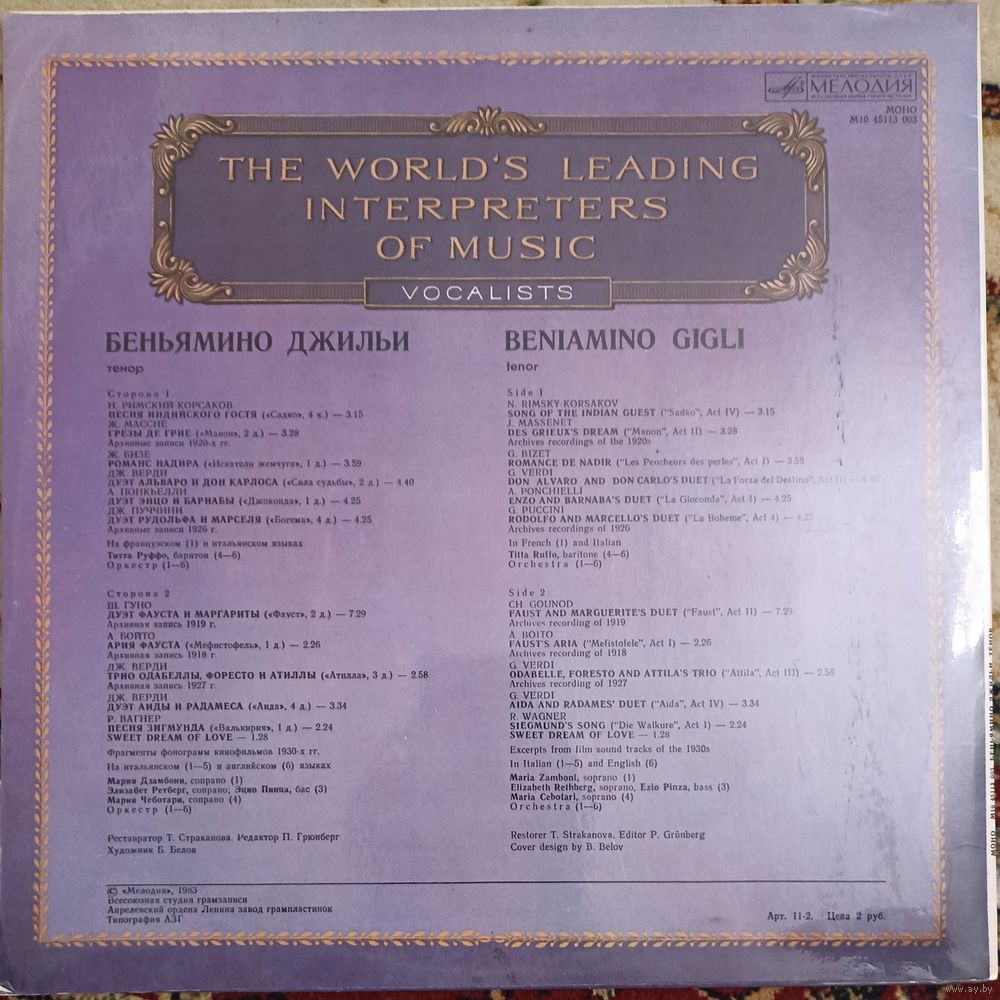 МИНИСТЕРСТВО КУЛЬТУРЫ СССР
МЕЛОДИЯ
ВСЕСОЮЗНАЯ ФИРМА ГРАМПЛАСТИНОК
МОНО
М10 45113 003
THE WORLD'S LEADING
INTERPRETERS
OF MUSIC
VOCALISTS
БЕНЬЯМИНО ДЖИЛЬИ
тенор
Сторона 1
Н. РИМСКИЙ-КОРСАКОВ
ПЕСНЯ ИНДИЙСКОГО ГОСТЯ («Садко», 4 к.) — 3.15
Ж. МАССНЕ
ГРЕЗЫ ДЕ ГРИЕ («Манон», 2 д.) — 3.28
Архивные записи 1920-х гг.
Ж. БИЗЕ
РОМАНС НАДИРА («Искатели жемчуга», 1 д.) — 3.59
ДЖ. ВЕРДИ
ДУЭТ АЛЬВАРО И ДОН КАРЛОСА («Сила судьбы», 2 д.) — 4.40
А. ПОНКЬЕЛЛИ
ДУЭТ ЭНЦО И БАРНАБЫ («Джоконда», 1 д.) — 4.25
ДЖ. ПУЧЧИНИ
ДУЭТ РУДОЛЬФА И МАРСЕЛЯ («Богема», 4 д.) — 4.25
Архивные записи 1926 г.
На французском (1) и итальянском языках
Титта Руффо, баритон (4—6)
Оркестр (1—6)
Сторона 2
Ш. ГУНО
ДУЭТ ФАУСТА И МАРГАРИТЫ («Фауст», 2 д.) — 7.29
Архивная запись 1919 г.
А. БОЙТО
АРИЯ ФАУСТА («Мефистофель», 1 д.) — 2.26
Архивная запись 1918 г.
ДЖ. ВЕРДИ
ТРИО ОДАБЕЛЛЫ, ФОРЕСТО И АТИЛЛЫ («Атилла», 3 д.) — 2.58
Архивная запись 1927 г.
ДЖ. ВЕРДИ
ДУЭТ АИДЫ И РАДАМЕСА («Аида», 4 д.) — 3.34
Р. ВАГНЕР
ПЕСНЯ ЗИГМУНДА («Валькирия», 1 д.) — 2.24
SWEET DREAM OF LOVE — 1.28
Фрагменты фонограмм кинофильмов 1930-х гг.
На итальянском (1—5) и английском (6) языках
Мария Дзамбони, сопрано (1)
Элизабет Ретберг, сопрано; Эцио Пинца, бас (3)
Мария Чеботари, сопрано (4)
Оркестр (1—6)
Реставратор Т. Страканова. Редактор П. Грюнберг
Художник Б. Белов
BENIAMINO GIGLI
tenor
Side 1
N. RIMSKY-KORSAKOV
SONG OF THE INDIAN GUEST ("Sadko", Act IV) — 3.15
J. MASSENET
DES GRIEUX'S DREAM ("Manon", Act II) — 3.28
Archives recordings of the 1920s
G. BIZET
ROMANCE DE NADIR ("Les Peucheurs des perles", Act I) — 3.59
G. VERDI
DON ALVARO AND DON CARLO'S DUET ("La Forza del Destino", Act II) — 4.40
A. PONCHIELLI
ENZO AND BARNABA'S DUET ("La Gioconda", Act I) — 4.25
G. PUCCINI
RODOLFO AND MARCELLO'S DUET ("La Boheme", Act 4) — 4.25
Archives recordings of 1926
In French (1) and Italian
Titta Ruffo, baritone (4—6)
Orchestra (1—6)
Side 2
CH. GOUNOD
FAUST AND MARGUERITE'S DUET ("Faust", Act II) — 7.29
Archives recording of 1919
A. BOITO
FAUST'S ARIA ("Mefistofele", Act I) — 2.26
Archives recording of 1918
G. VERDI
ODABELLE, FORESTO AND ATTILA'S TRIO ("Attila", Act III) — 2.58
Archives recording of 1927
G. VERDI
AIDA AND RADAMES' DUET ("Aida", Act IV) — 3.34
R. WAGNER
SIEGMUND'S SONG ("Die Walkure", Act I) — 2.24
SWEET DREAM OF LOVE — 1.28
Excerpts from film sound tracks of the 1930s
In Italian (1—5) and English (6)
Maria Zamboni, soprano (1)
Elizabeth Rethberg, soprano, Ezio Pinza, bass (3)
Maria Cebotari, soprano (4)
Orchestra (1—6)
Restorer T. Strakanova, Editor P. Grünberg
Cover design by B. Belov
© «Мелодия», 1983
Всесоюзная студия грамзаписи
Апрелевский ордена Ленина завод грампластинок
Типография АЗГ
Арт. 11-2. Цена 2 руб.
МОНО М10 45113 003 БЕНЬЯМИНО ДЖИЛЬИ ТЕНОР
www.ay.by